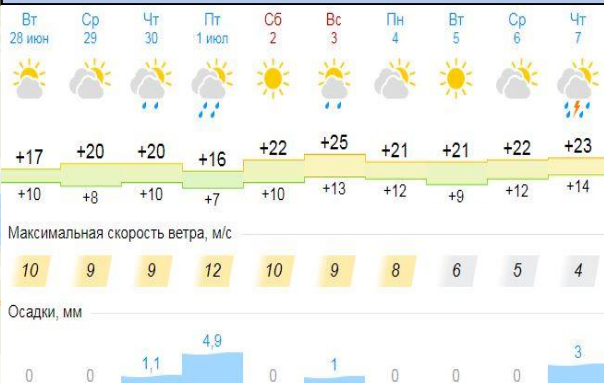 Вт Ср Чт Пт Сб Вс Пн Вт Ср Чт
28 июн 29 30 1 июл 2 3 4 5 6 7
+17 +20 +20 +16 +22 +25 +21 +21 +22 +23
+10 +8 +10 +7 +10 +13 +12 +9 +12 +14
Максимальная скорость ветра, м/с
10 9 9 12 10 9 8 6 5 4
Осадки, мм
0 0 1,1 4,9 0 1 0 0 0 3